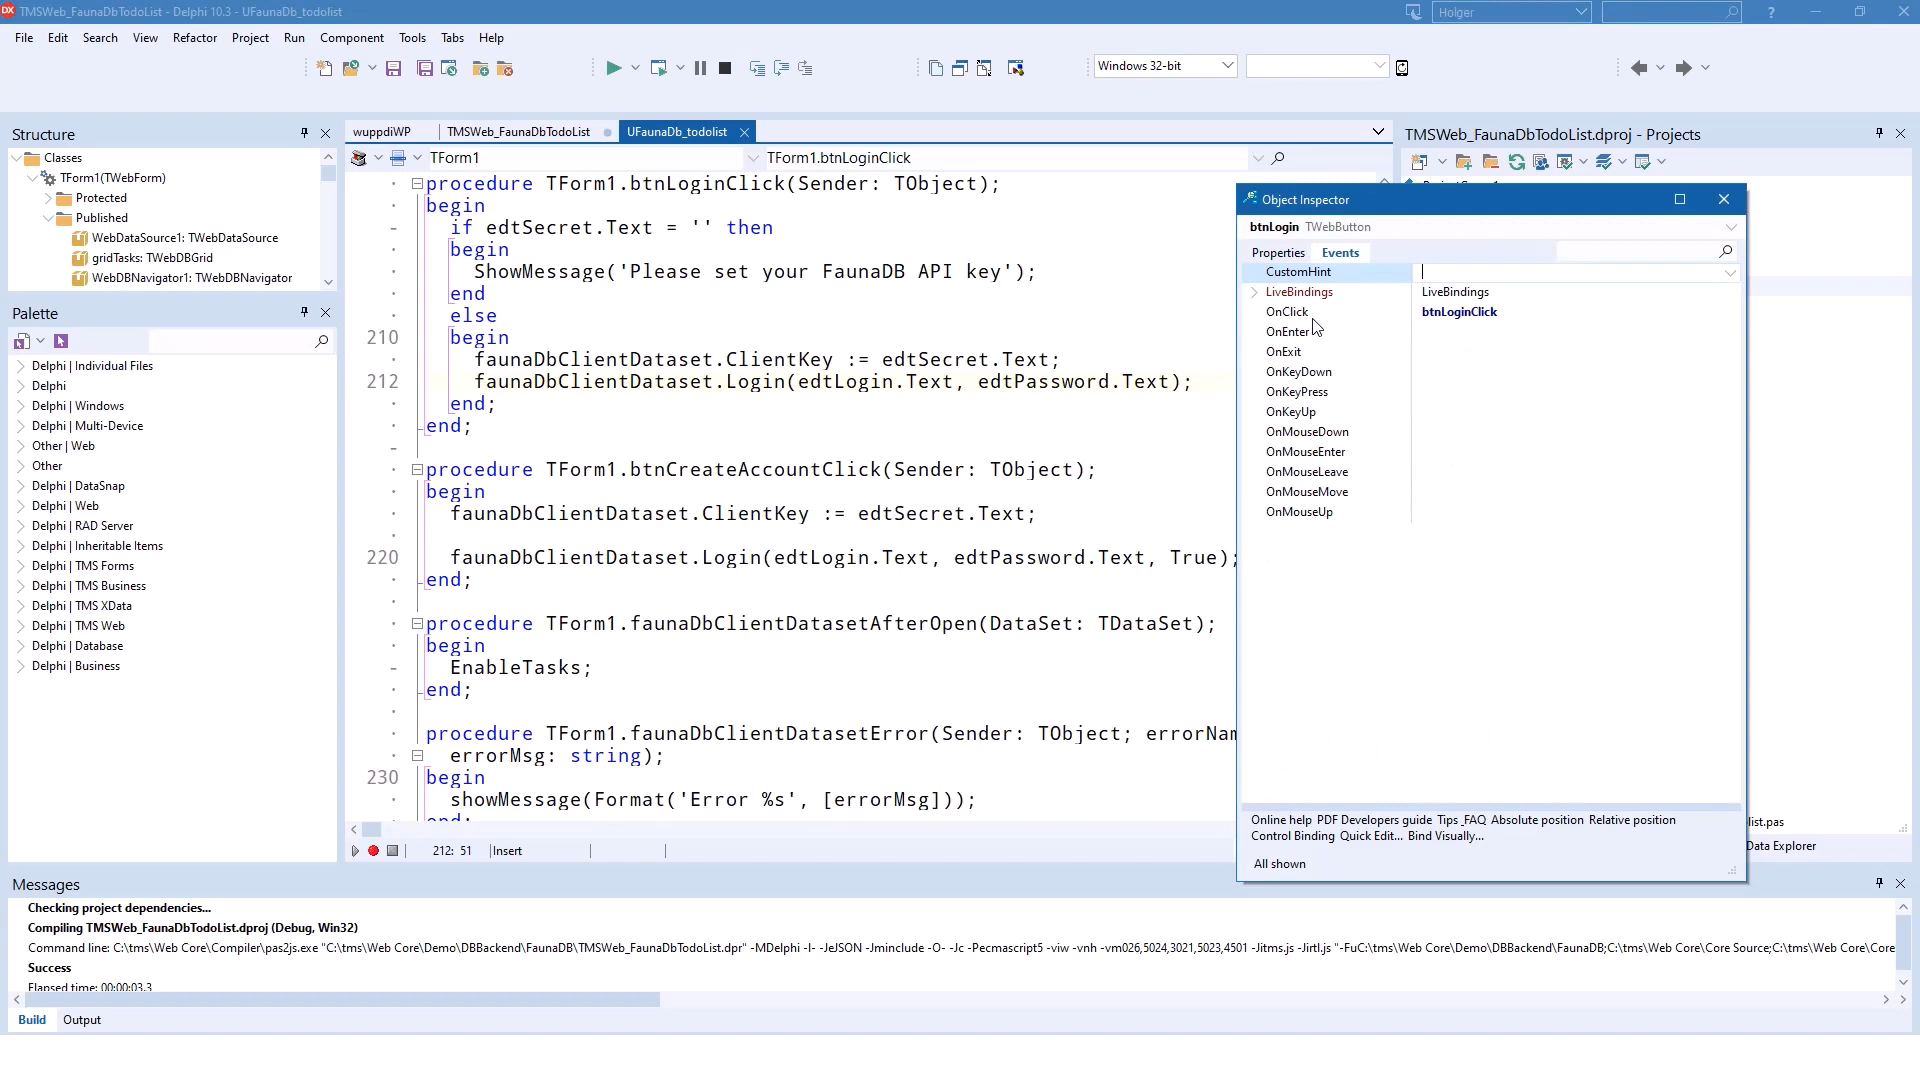 TMSWeb_FaunaDbTodoList - Delphi 10.3 - UFaunaDb_todolist
Holger
File Edit Search View Refactor Project Run Component Tools Tabs Help
Windows 32-bit
Structure
Classes
TForm1(TWebForm)
Protected
Published
WebDataSource1: TWebDataSource
gridTasks: TWebDBGrid
WebDBNavigator1: TWebDBNavigator
Palette
Delphi | Individual Files
Delphi
Delphi | Windows
Delphi | Multi-Device
Other | Web
Other
Delphi | DataSnap
Delphi | Web
Delphi | RAD Server
Delphi | Inheritable Items
Delphi | TMS Forms
Delphi | TMS Business
Delphi | TMS XData
Delphi | TMS Web
Delphi | Database
Delphi | Business
wuppdiWP TMSWeb_FaunaDbTodoList UFaunaDb_todolist
TForm1 TForm1.btnLoginClick
procedure TForm1.btnLoginClick(Sender: TObject);
begin
if edtSecret.Text = '' then
begin
ShowMessage('Please set your FaunaDB API key');
end
else
210 begin
faunaDbClientDataset.ClientKey := edtSecret.Text;
212 faunaDbClientDataset.Login(edtLogin.Text, edtPassword.Text);
end;
end;
procedure TForm1.btnCreateAccountClick(Sender: TObject);
begin
faunaDbClientDataset.ClientKey := edtSecret.Text;
220 faunaDbClientDataset.Login(edtLogin.Text, edtPassword.Text, True);
end;
procedure TForm1.faunaDbClientDatasetAfterOpen(DataSet: TDataSet);
begin
EnableTasks;
end;
procedure TForm1.faunaDbClientDatasetError(Sender: TObject; errorNam
errorMsg: string);
230 begin
showMessage(Format('Error %s', [errorMsg]));
end;
212: 51 Insert
TMSWeb_FaunaDbTodoList.dproj - Projects
Object Inspector
btnLogin TWebButton
Properties Events
CustomHint
LiveBindings LiveBindings
OnClick btnLoginClick
OnEnter
OnExit
OnKeyDown
OnKeyPress
OnKeyUp
OnMouseDown
OnMouseEnter
OnMouseLeave
OnMouseMove
OnMouseUp
Online help PDF Developers guide Tips_FAQ Absolute position Relative position
Control Binding Quick Edit... Bind Visually...
All shown
list.pas
Data Explorer
Messages
Checking project dependencies...
Compiling TMSWeb_FaunaDbTodoList.dproj (Debug, Win32)
Command line: C:\tms\Web Core\Compiler\pas2js.exe "C:\tms\Web Core\Demo\DBBackend\FaunaDB\TMSWeb_FaunaDbTodoList.dpr" -MDelphi -I- -JeJSON -Jminclude -O- -Jc -Pecmascript5 -viw -vnh -vm026,5024,3021,5023,4501 -Jitms.js -Jirtl.js "-FuC:\tms\Web Core\Demo\DBBackend\FaunaDB;C:\tms\Web Core\Core Source;C:\tms\Web Core\Core
Success
Elapsed time: 00:00:03.3
Build Output